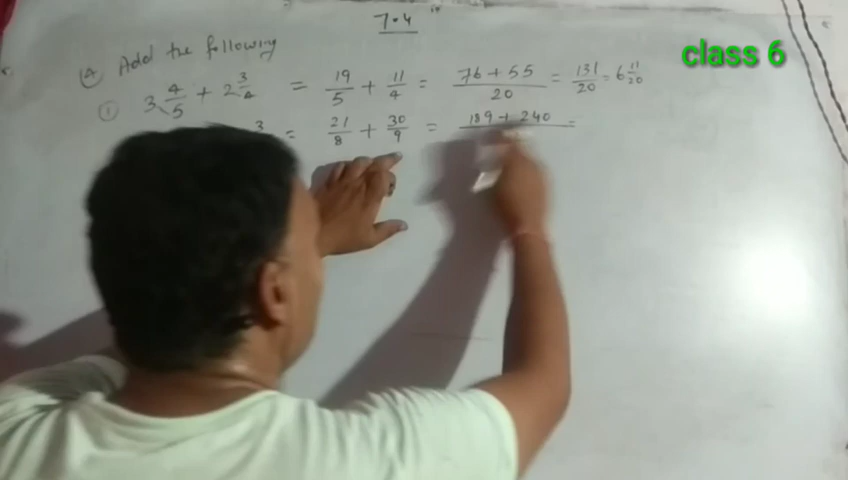 7.4
class 6
④ Add the following
① 3 4/5 + 2 3/4 = 19/5 + 11/4 = 76 + 55/20 = 131/20 = 6 11/20
3 = 21/8 + 30/9 = 189 + 240 =